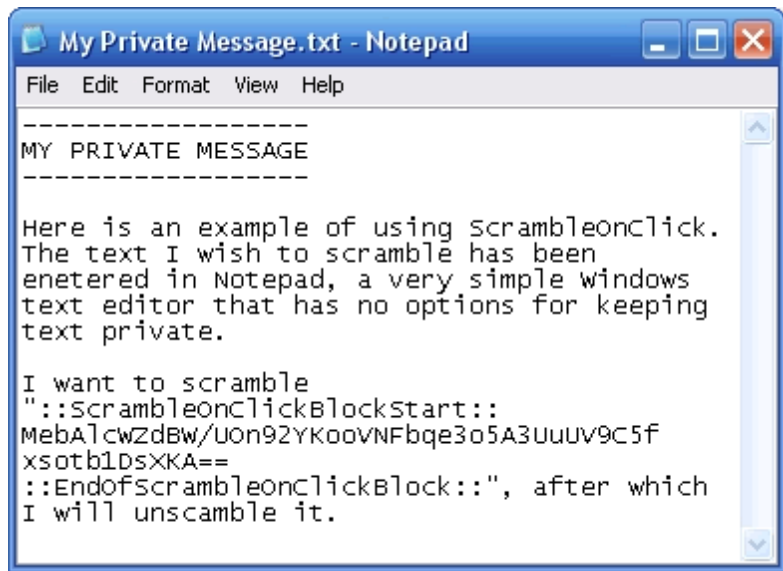 My Private Message.txt - Notepad
File Edit Format View Help
------------------
MY PRIVATE MESSAGE
------------------
Here is an example of using ScrambleOnClick.
The text I wish to scramble has been
enetered in Notepad, a very simple Windows
text editor that has no options for keeping
text private.
I want to scramble
"::ScrambleOnClickBlockStart::
MebAlcWZdBW/UOn92YKooVNFbqe3o5A3UuUV9C5f
xsotb1DsXKA==
::EndOfScrambleOnClickBlock::", after which
I will unscamble it.